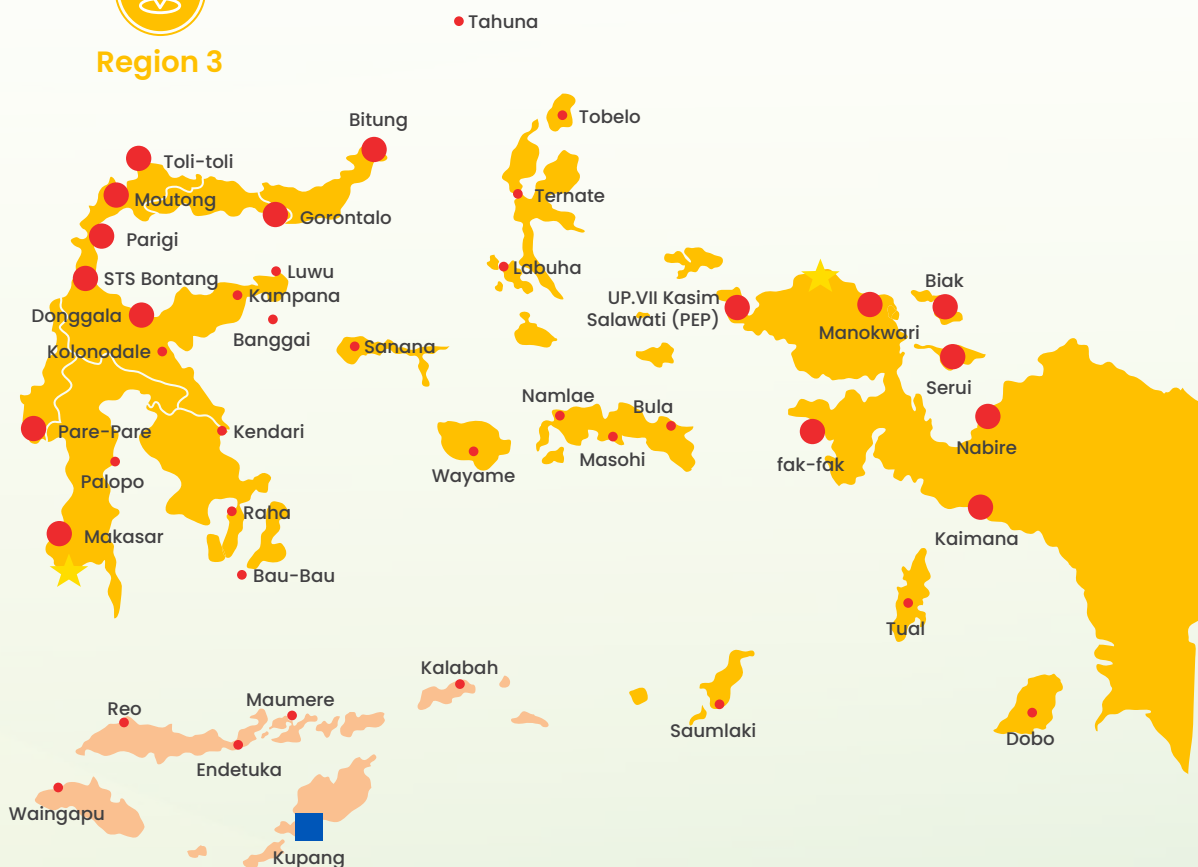 Tahuna
Region 3
Bitung
Tobelo
Toli-toli
Moutong
Ternate
Gorontalo
Parigi
Labuha
Luwu
STS Bontang
Kampana
Biak
UP.VII Kasim
Salawati (PEP)
Donggala
Banggai
Manokwari
Kolonodale
Sanana
Serui
Namlae
Bula
Pare-Pare
Kendari
Nabire
Masohi
fak-fak
Wayame
Palopo
Raha
Makasar
Kaimana
Bau-Bau
Tual
Kalabah
Maumere
Reo
Saumlaki
Dobo
Endetuka
Waingapu
Kupang